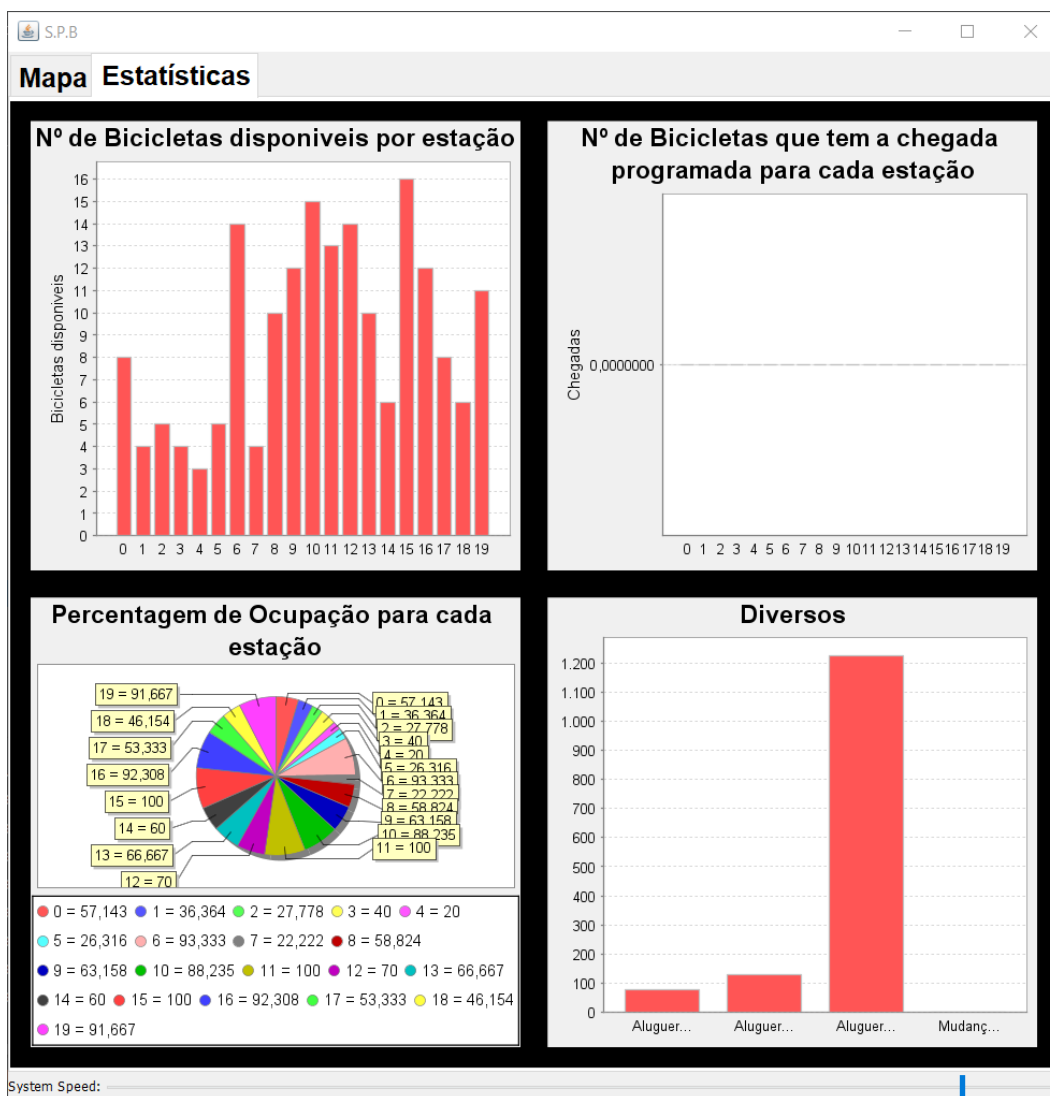 S.P.B
Mapa Estatísticas
Nº de Bicicletas disponiveis por estação
Bicicletas disponiveis
16
15
14
13
12
11
10
9
8
7
6
5
4
3
2
1
0
0 1 2 3 4 5 6 7 8 9 10 11 12 13 14 15 16 17 18 19
Nº de Bicicletas que tem a chegada
programada para cada estação
Chegadas
0,0000000
0 1 2 3 4 5 6 7 8 9 10 11 12 13 14 15 16 17 18 19
Percentagem de Ocupação para cada
estação
19 = 91,667
18 = 46,154
17 = 53,333
16 = 92,308
15 = 100
14 = 60
13 = 66,667
12 = 70
0 = 57,143
1 = 36,364
2 = 27,778
3 = 40
4 = 20
5 = 26,316
6 = 93,333
7 = 22,222
8 = 58,824
9 = 63,158
10 = 88,235
11 = 100
0 = 57,143 1 = 36,364 2 = 27,778 3 = 40 4 = 20
5 = 26,316 6 = 93,333 7 = 22,222 8 = 58,824
9 = 63,158 10 = 88,235 11 = 100 12 = 70 13 = 66,667
14 = 60 15 = 100 16 = 92,308 17 = 53,333 18 = 46,154
19 = 91,667
Diversos
1.200
1.100
1.000
900
800
700
600
500
400
300
200
100
0
Aluguer... Aluguer... Aluguer... Mudanç...
System Speed: